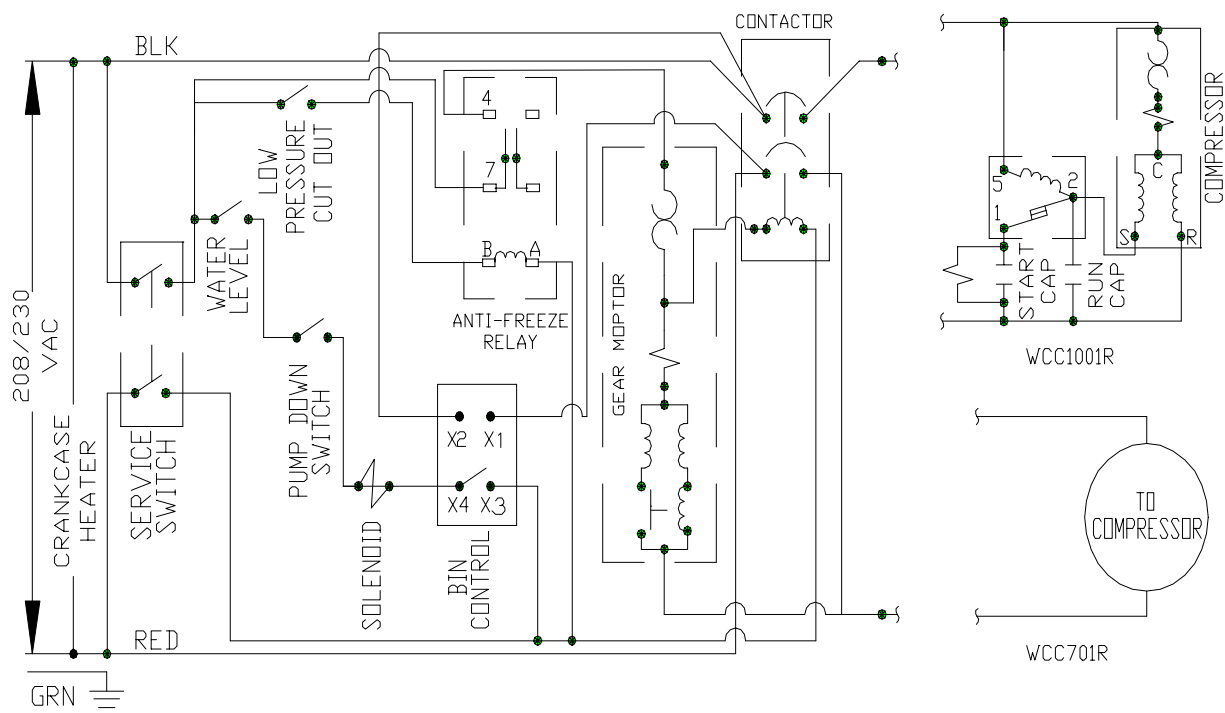 CONTACTOR
BLK
4
LOW
PRESSURE
CUT OUT
7
COMPRESSOR
C
5
2
1
S
R
WATER
LEVEL
B
A
START
CAP
RUN
CAP
208/230
VAC
ANTI-FREEZE
RELAY
GEAR MOPTOR
WCC1001R
PUMP DOWN
SWITCH
X2 X1
CRANKCASE
HEATER
SERVICE
SWITCH
X4 X3
SOLENOID
BIN
CONTROL
TO
COMPRESSOR
RED
WCC701R
GRN